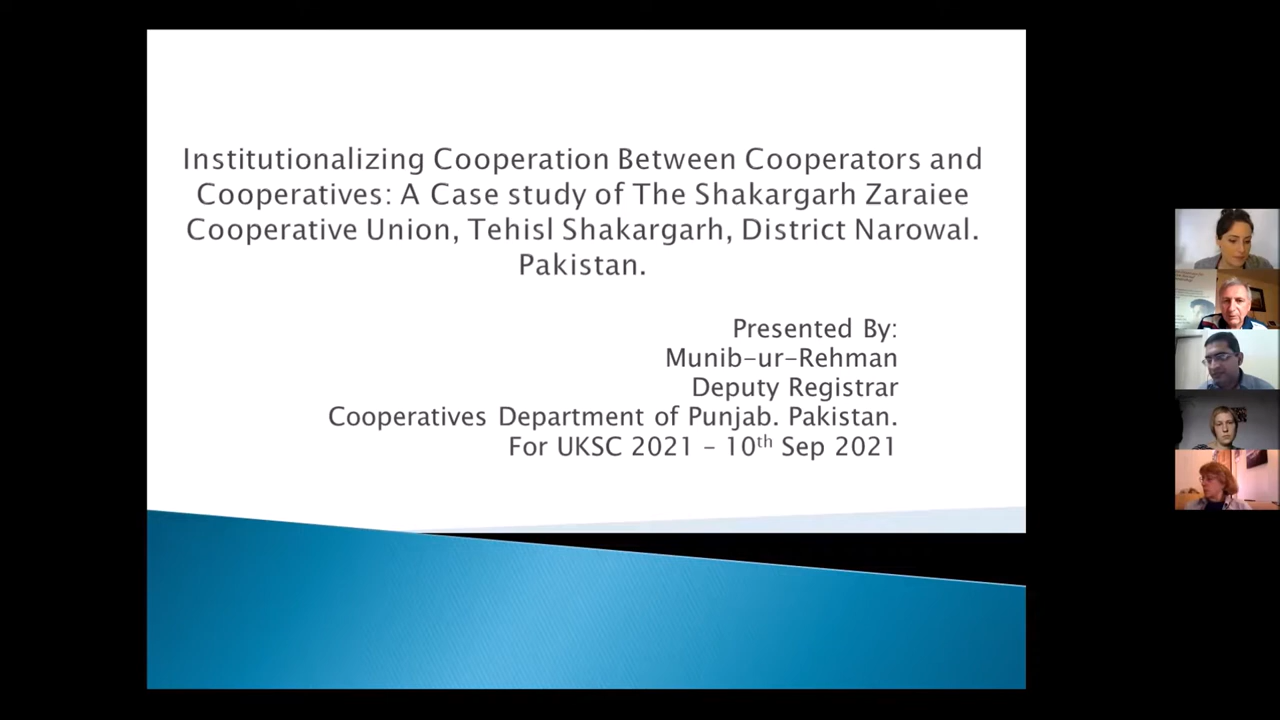 Institutionalizing Cooperation Between Cooperators and
Cooperatives: A Case study of The Shakargarh Zaraiee
Cooperative Union, Tehisl Shakargarh, District Narowal.
Pakistan.
Presented By:
Munib-ur-Rehman
Deputy Registrar
Cooperatives Department of Punjab. Pakistan.
For UKSC 2021 – 10th Sep 2021